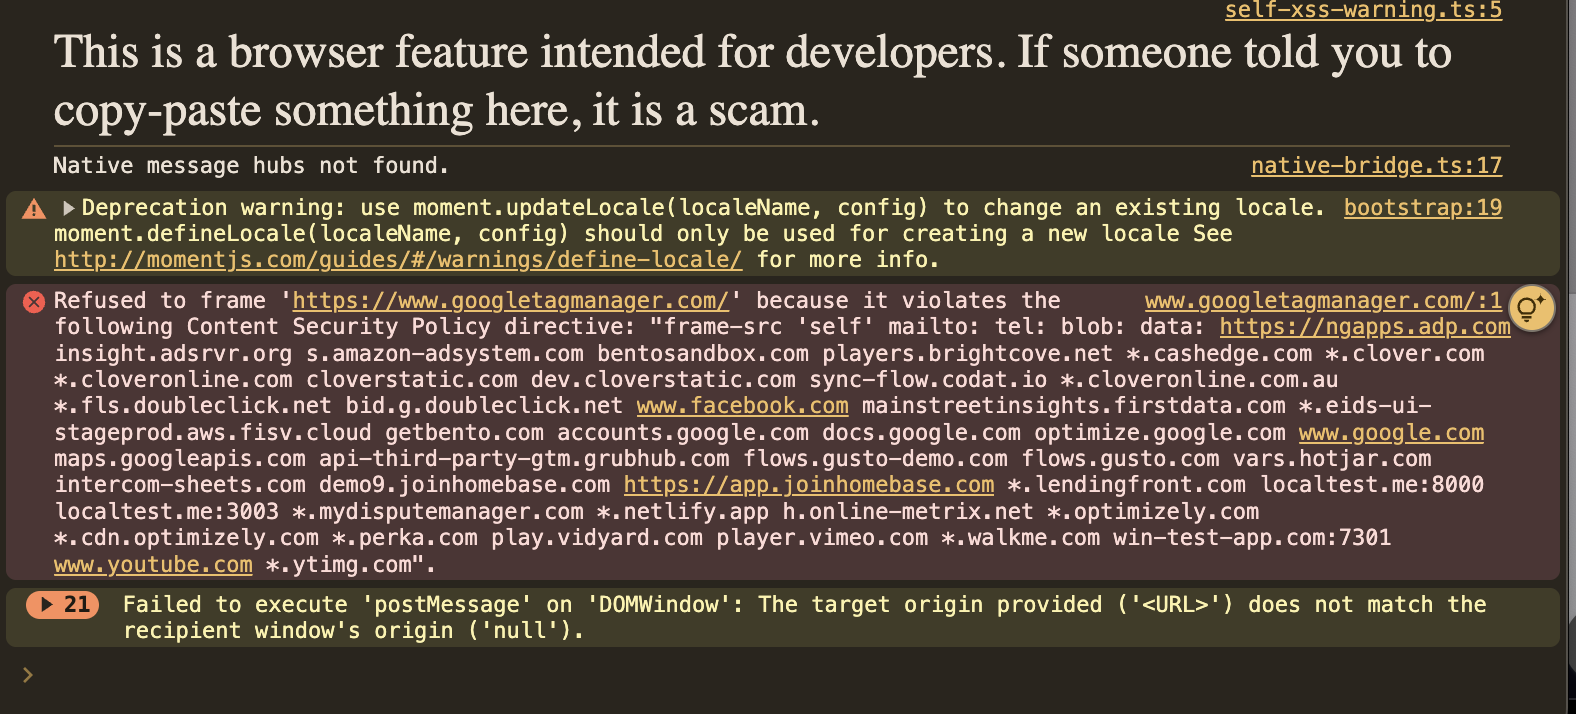 self-xss-warning.ts:5
This is a browser feature intended for developers. If someone told you to
copy-paste something here, it is a scam.
Native message hubs not found. native-bridge.ts:17
Deprecation warning: use moment.updateLocale(localeName, config) to change an existing locale. bootstrap:19
moment.defineLocale(localeName, config) should only be used for creating a new locale See
http://momentjs.com/guides/#/warnings/define-locale/ for more info.
Refused to frame 'https://www.googletagmanager.com/' because it violates the www.googletagmanager.com/:1
following Content Security Policy directive: "frame-src 'self' mailto: tel: blob: data: https://ngapps.adp.com
insight.adsrvr.org s.amazon-adsystem.com bentosandbox.com players.brightcove.net *.cashedge.com *.clover.com
*.cloveronline.com cloverstatic.com dev.cloverstatic.com sync-flow.codat.io *.cloveronline.com.au
*.fls.doubleclick.net bid.g.doubleclick.net www.facebook.com mainstreetinsights.firstdata.com *.eids-ui-
stageprod.aws.fisv.cloud getbento.com accounts.google.com docs.google.com optimize.google.com www.google.com
maps.googleapis.com api-third-party-gtm.grubhub.com flows.gusto-demo.com flows.gusto.com vars.hotjar.com
intercom-sheets.com demo9.joinhomebase.com https://app.joinhomebase.com *.lendingfront.com localtest.me:8000
localtest.me:3003 *.mydisputemanager.com *.netlify.app h.online-metrix.net *.optimizely.com
*.cdn.optimizely.com *.perka.com play.vidyard.com player.vimeo.com *.walkme.com win-test-app.com:7301
www.youtube.com *.ytimg.com".
21 Failed to execute 'postMessage' on 'DOMWindow': The target origin provided ('<URL>') does not match the
recipient window's origin ('null').